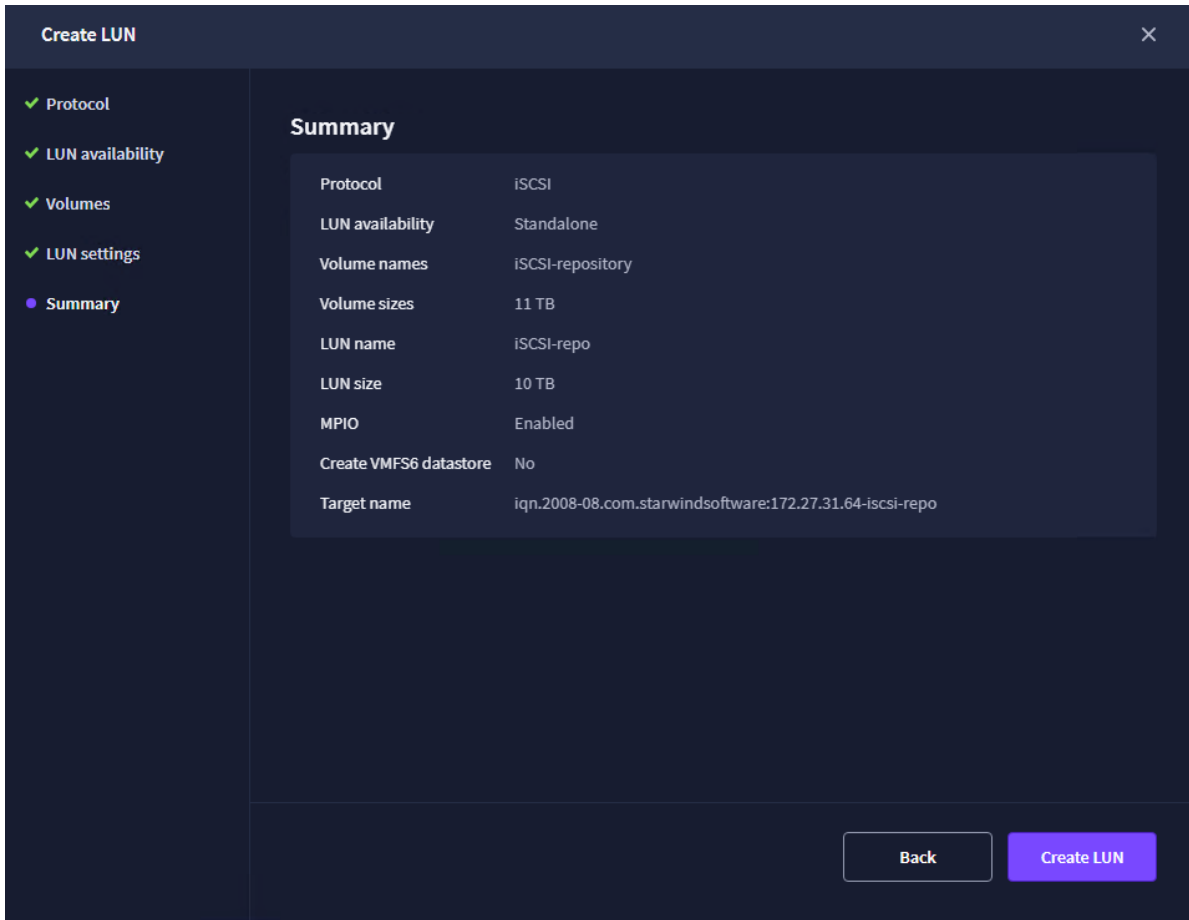 Create LUN
Protocol
LUN availability
Volumes
LUN settings
Summary
Summary
Protocol iSCSI
LUN availability Standalone
Volume names iSCSI-repository
Volume sizes 11 TB
LUN name iSCSI-repo
LUN size 10 TB
MPIO Enabled
Create VMFS6 datastore No
Target name iqn.2008-08.com.starwindsoftware:172.27.31.64-iscsi-repo
Back Create LUN